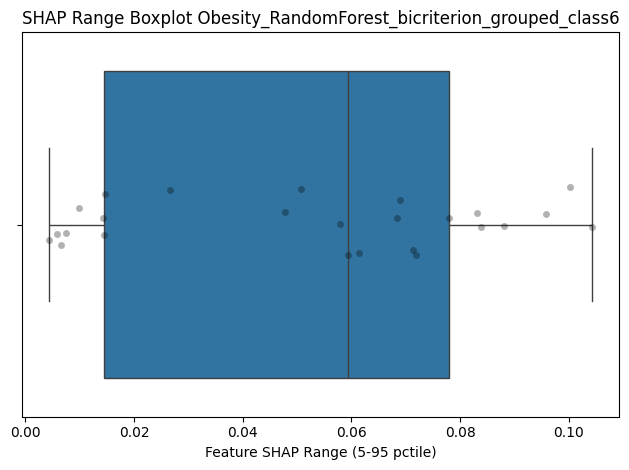 SHAP Range Boxplot Obesity_RandomForest_bicriterion_grouped_class6
0.00 0.02 0.04 0.06 0.08 0.10
Feature SHAP Range (5-95 pctile)